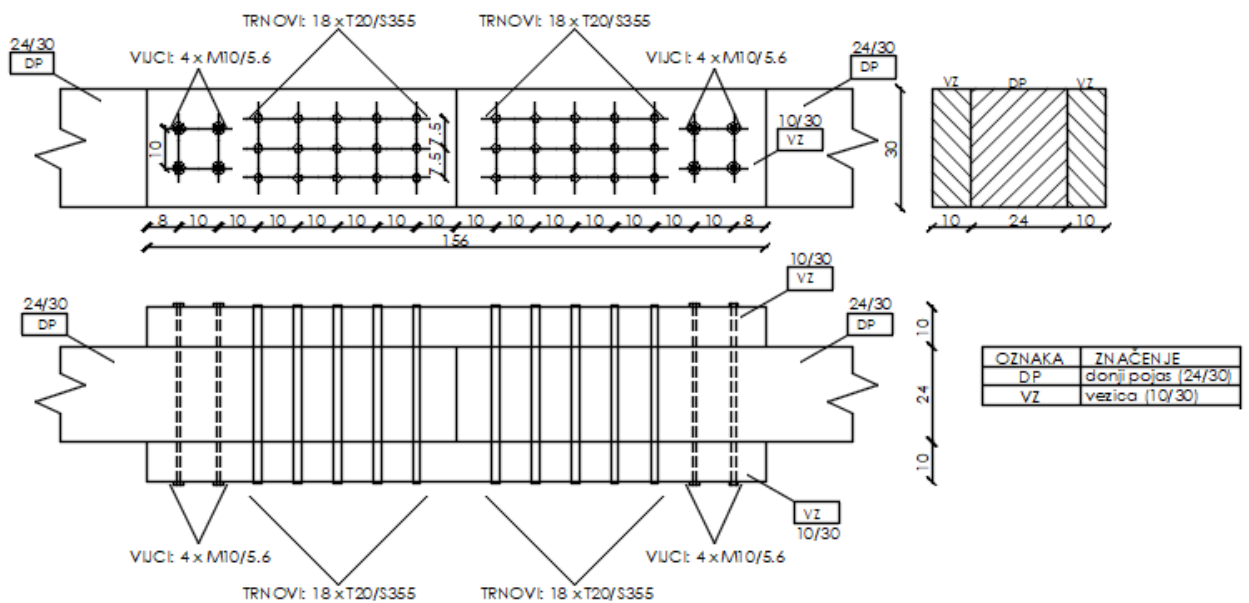 TRNOVI: 18 x T20/S355
TRNOVI: 18 x T20/S355
24/30
DP
VIJCI: 4 x M10/5.6
VIJCI: 4 x M10/5.6
24/30
DP
VZ DP VZ
10/30
VZ
10
7.5
7.5
30
8 10 10 10 10 10 10 10 10 10 10 10 10 10 10 8
156
10 24 10
10/30
VZ
24/30
DP
24/30
DP
10
24
10
OZNAKA ZNAČENJE
DP donji pojas (24/30)
VZ vezica (10/30)
VZ
10/30
VIJCI: 4 x M10/5.6
VIJCI: 4 x M10/5.6
TRNOVI: 18 x T20/S355
TRNOVI: 18 x T20/S355